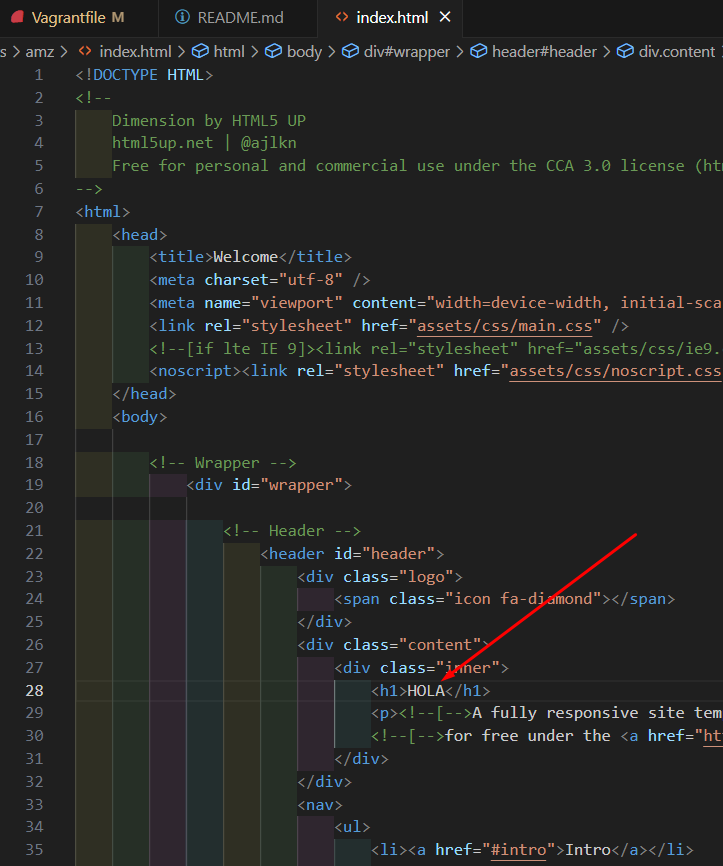 Vagrantfile M README.md index.html
s > amz > index.html > html > body > div#wrapper > header#header > div.content
1 <!DOCTYPE HTML>
2 <!--
3 Dimension by HTML5 UP
4 html5up.net | @ajlkn
5 Free for personal and commercial use under the CCA 3.0 license (htm
6 -->
7 <html>
8 <head>
9 <title>Welcome</title>
10 <meta charset="utf-8" />
11 <meta name="viewport" content="width=device-width, initial-sca
12 <link rel="stylesheet" href="assets/css/main.css" />
13 <!--[if lte IE 9]><link rel="stylesheet" href="assets/css/ie9.
14 <noscript><link rel="stylesheet" href="assets/css/noscript.css
15 </head>
16 <body>
17
18 <!-- Wrapper -->
19 <div id="wrapper">
20
21 <!-- Header -->
22 <header id="header">
23 <div class="logo">
24 <span class="icon fa-diamond"></span>
25 </div>
26 <div class="content">
27 <div class="inner">
28 <h1>HOLA</h1>
29 <p><!--[-->A fully responsive site tem
30 <!--[-->for free under the <a href="ht
31 </div>
32 </div>
33 <nav>
34 <ul>
35 <li><a href="#intro">Intro</a></li>